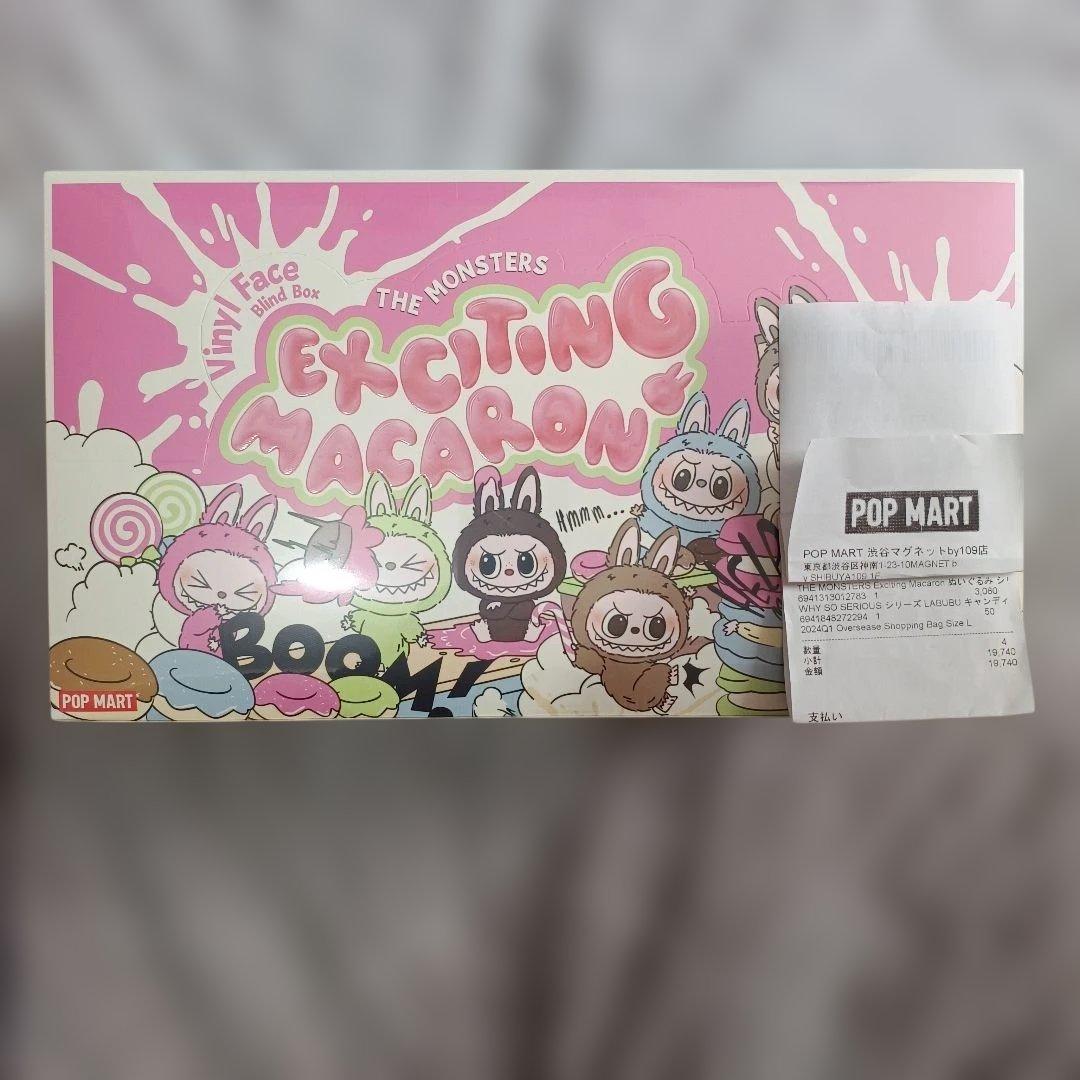 Vinyl Face
Blind Box
THE MONSTERS
EXCITING
MACARON
Hmmm...
BOOM!
POP MART
POP MART
POP MART 渋谷マグネットby109店
東京都渋谷区神南1-23-10MAGNET b
y SHIBUYA109 1F
THE MONSTERS Exciting Macaron ぬいぐるみ シリ
6941313012783 1 3,060
WHY SO SERIOUS シリーズ LABUBU キャンディ
6941848272294 1 50
2024Q1 Oversease Shopping Bag Size L
数量 4
小計 19,740
金額 19,740
支払い